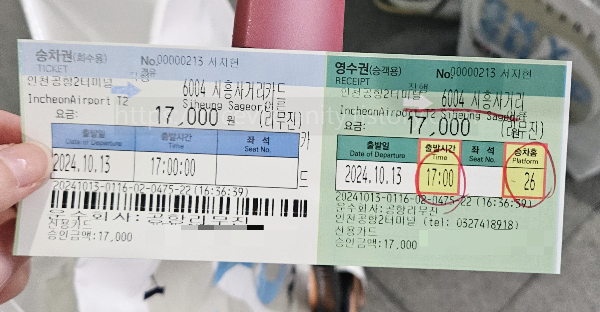 승차권(회수용)
TICKET
No.00000213 서지현
인천공항2터미널
6004 시흥사거리
카드
IncheonAirport T2
Siheung Sageori
요금:
17,000 원
(리무진)
출발일
Date of Departure
출발시간
Time
좌 석
Seat No.
2024.10.13
17:00:00
20241013-0116-02-0475-22 (16:36:39)
운수회사: 공항리무진
신용카드
승인금액:17,000
영수권(승객용)
RECEIPT
No.00000213 서지현
인천공항2터미널
6004 시흥사거리
Siheung Sageori
요금:
17,000
(리무진)
원
출발일
Date of Departure
출발시간
Time
좌 석
Seat No.
승차홈
Platform
2024.10.13
17:00
26
20241013-0116-02-0475-22 (16:36:39)
운수회사:공항리무진
인천공항2터미널 (tel: 0327418918)
신용카드
승인금액:17,000